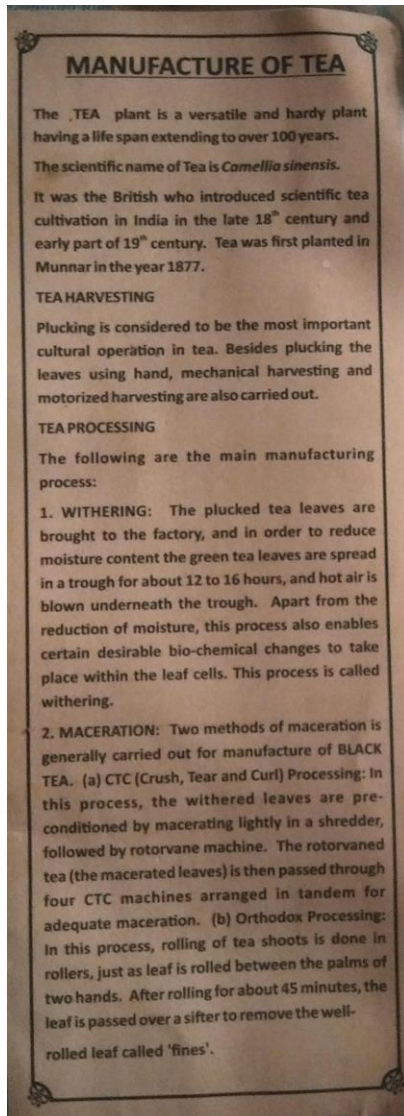 MANUFACTURE OF TEA
The TEA plant is a versatile and hardy plant
having a life span extending to over 100 years.
The scientific name of Tea is Camellia sinensis.
It was the British who introduced scientific tea
cultivation in India in the late 18th century and
early part of 19th century. Tea was first planted in
Munnar in the year 1877.
TEA HARVESTING
Plucking is considered to be the most important
cultural operation in tea. Besides plucking the
leaves using hand, mechanical harvesting and
motorized harvesting are also carried out.
TEA PROCESSING
The following are the main manufacturing
process:
1. WITHERING: The plucked tea leaves are
brought to the factory, and in order to reduce
moisture content the green tea leaves are spread
in a trough for about 12 to 16 hours, and hot air is
blown underneath the trough. Apart from the
reduction of moisture, this process also enables
certain desirable bio-chemical changes to take
place within the leaf cells. This process is called
withering.
2. MACERATION: Two methods of maceration is
generally carried out for manufacture of BLACK
TEA. (a) CTC (Crush, Tear and Curl) Processing: In
this process, the withered leaves are pre-
conditioned by macerating lightly in a shredder,
followed by rotorvane machine. The rotorvaned
tea (the macerated leaves) is then passed through
four CTC machines arranged in tandem for
adequate maceration. (b) Orthodox Processing:
In this process, rolling of tea shoots is done in
rollers, just as leaf is rolled between the palms of
two hands. After rolling for about 45 minutes, the
leaf is passed over a sifter to remove the well-
rolled leaf called 'fines'.